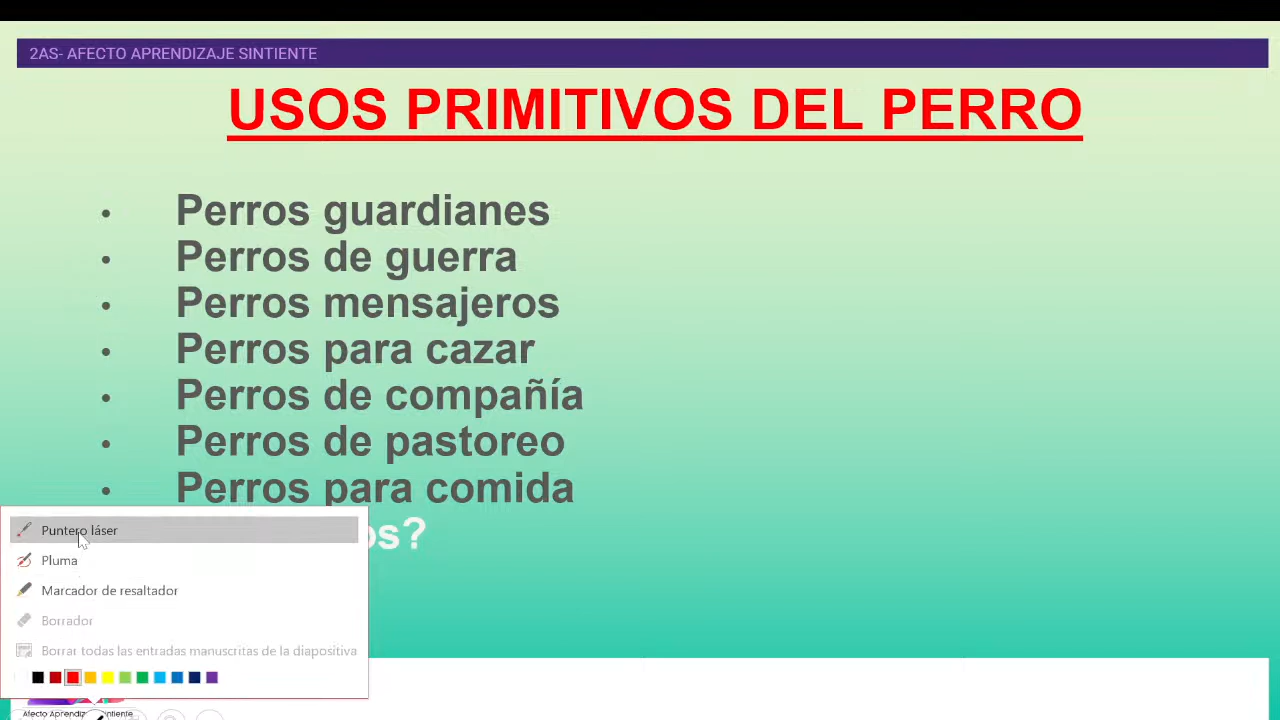 2AS- AFECTO APRENDIZAJE SINTIENTE
USOS PRIMITIVOS DEL PERRO
• Perros guardianes
• Perros de guerra
• Perros mensajeros
• Perros para cazar
• Perros de compañía
• Perros de pastoreo
• Perros para comida
Puntero láser
Pluma
Marcador de resaltador
Borrador
Borrar todas las entradas manuscritas de la diapositiva